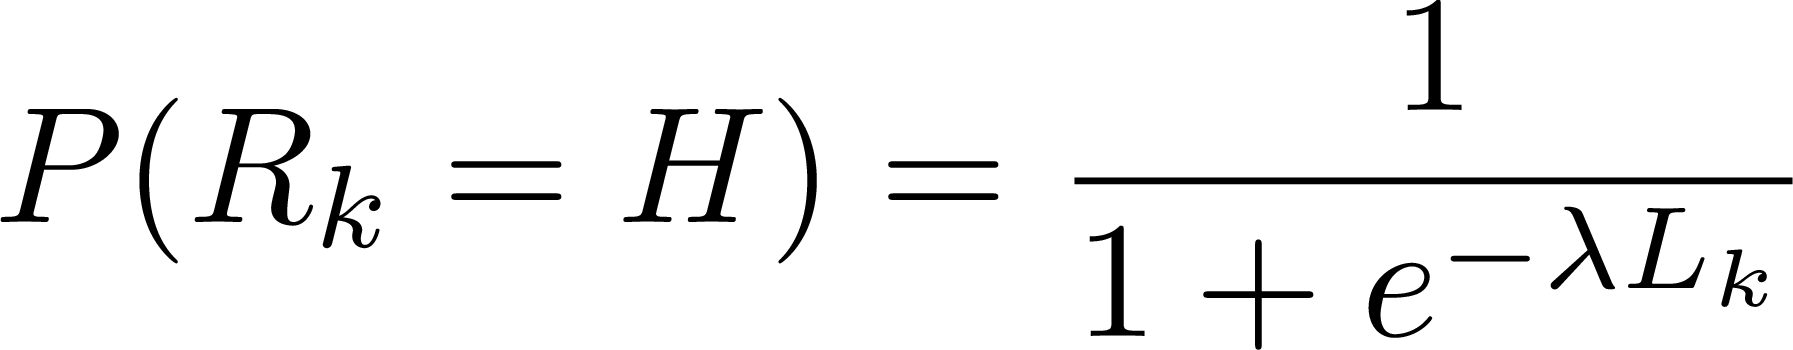 P(R_k = H) = \frac{1}{1 + e^{-\lambda L_k}}